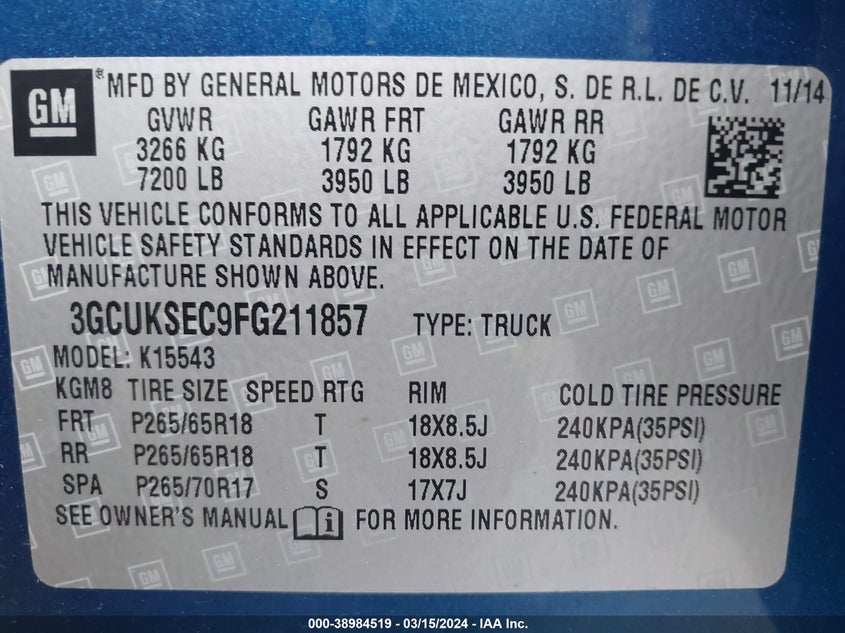 GM ® MFD BY GENERAL MOTORS DE MEXICO, S. DE R.L. DE C.V. 11/14
GVWR GAWR FRT GAWR RR
3266 KG 1792 KG 1792 KG
7200 LB 3950 LB 3950 LB
THIS VEHICLE CONFORMS TO ALL APPLICABLE U.S. FEDERAL MOTOR
VEHICLE SAFETY STANDARDS IN EFFECT ON THE DATE OF
MANUFACTURE SHOWN ABOVE.
3GCUKSEC9FG211857 TYPE: TRUCK
MODEL: K15543
KGM8 TIRE SIZE SPEED RTG RIM COLD TIRE PRESSURE
FRT P265/65R18 T 18X8.5J 240KPA(35PSI)
RR P265/65R18 T 18X8.5J 240KPA(35PSI)
SPA P265/70R17 S 17X7J 240KPA(35PSI)
SEE OWNER'S MANUAL i FOR MORE INFORMATION.
000-38984519 - 03/15/2024 - IAA Inc.